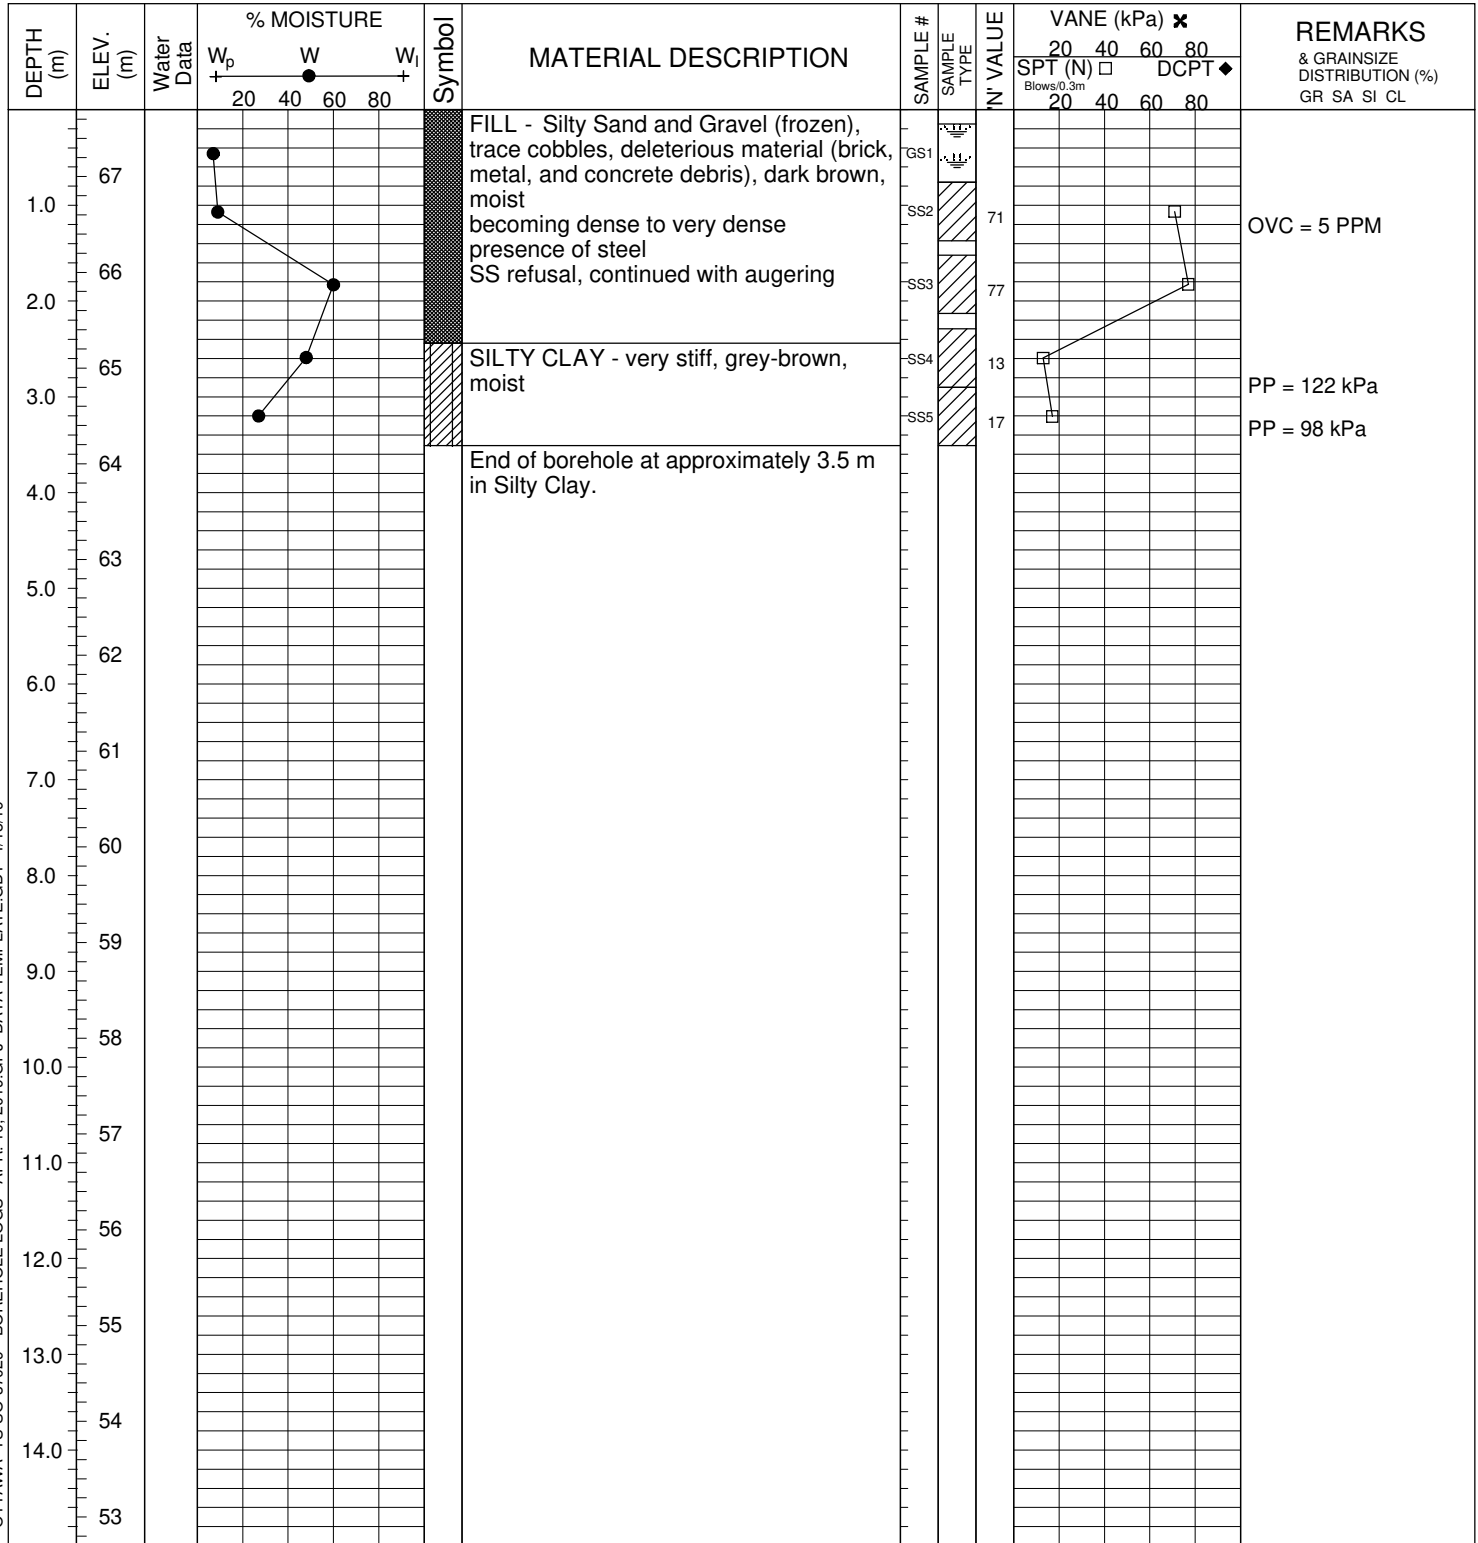 DEPTH
(m)
ELEV.
(m)
Water
Data
% MOISTURE
Wp W Wl
20 40 60 80
Symbol
MATERIAL DESCRIPTION
SAMPLE #
SAMPLE
TYPE
'N' VALUE
VANE (kPa)
20 40 60 80
SPT (N) DCPT
Blows/0.3m
20 40 60 80
REMARKS
& GRAINSIZE
DISTRIBUTION (%)
GR SA SI CL
FILL - Silty Sand and Gravel (frozen),
trace cobbles, deleterious material (brick,
metal, and concrete debris), dark brown,
moist
becoming dense to very dense
presence of steel
SS refusal, continued with augering
SILTY CLAY - very stiff, grey-brown,
moist
End of borehole at approximately 3.5 m
in Silty Clay.
GS1
SS2
SS3
SS4
SS5
71
77
13
17
OVC = 5 PPM
PP = 122 kPa
PP = 98 kPa
1.0
2.0
3.0
4.0
5.0
6.0
7.0
8.0
9.0
10.0
11.0
12.0
13.0
14.0
67
66
65
64
63
62
61
60
59
58
57
56
55
54
53